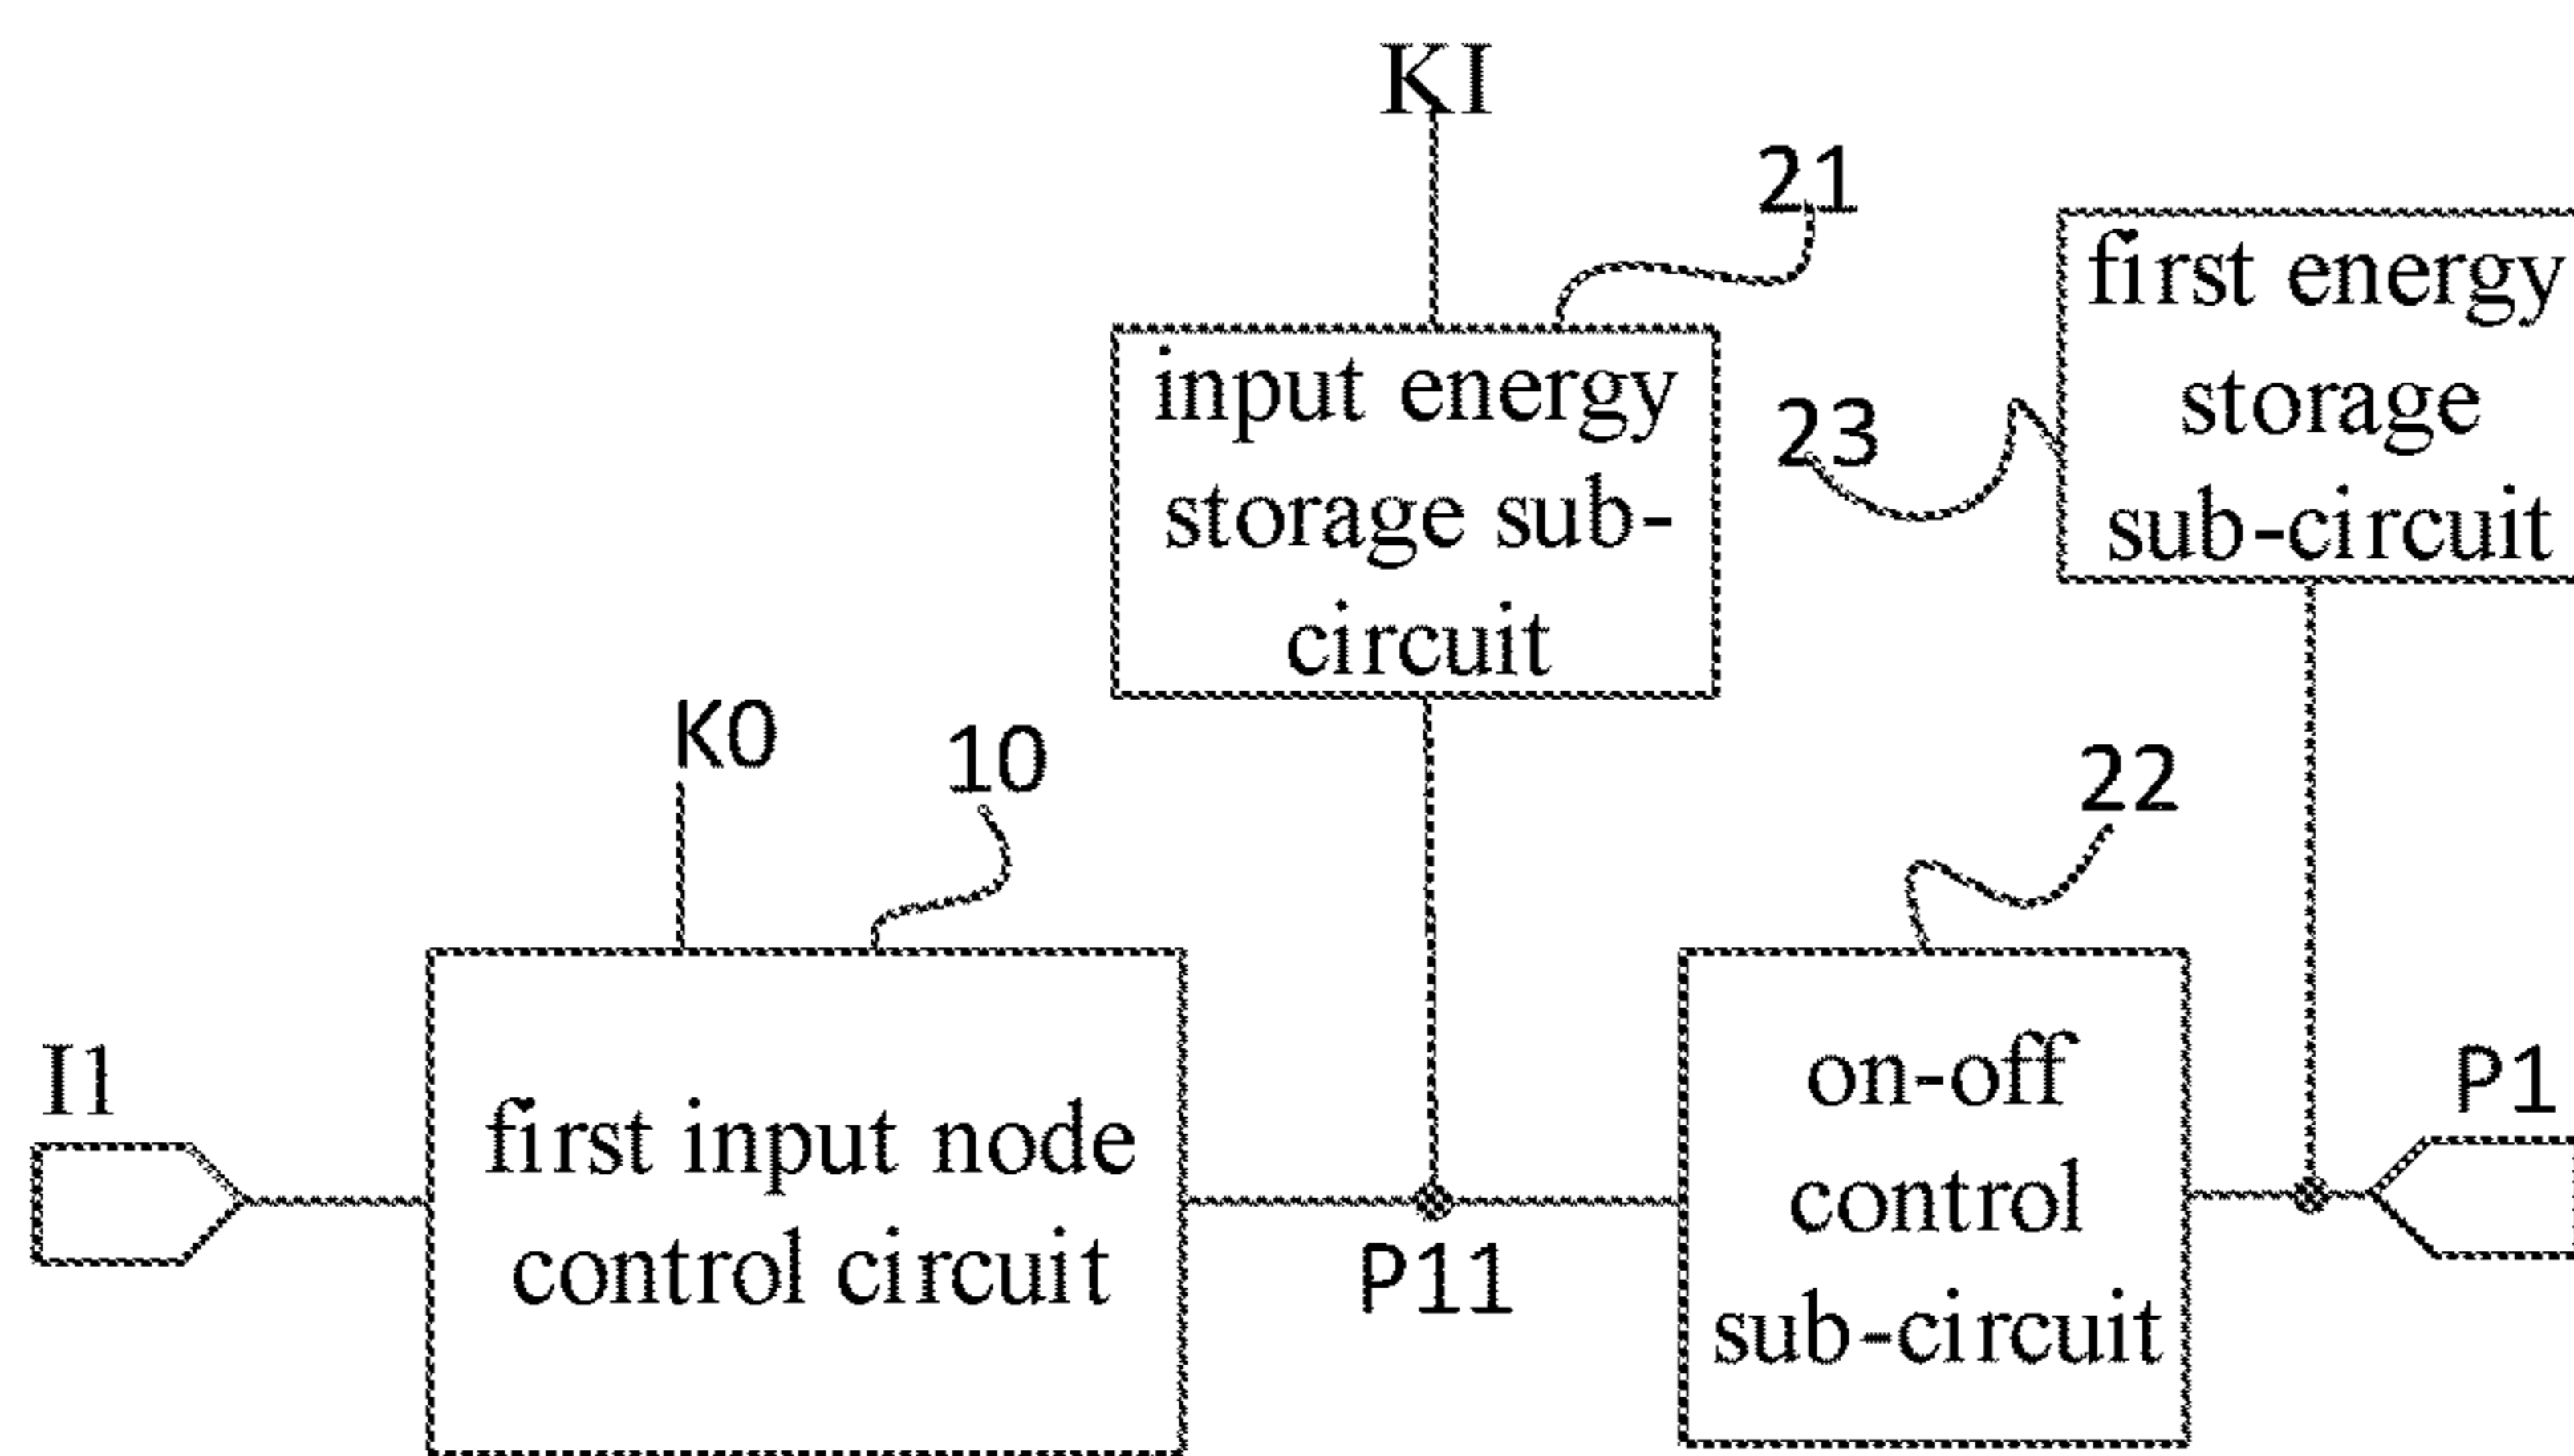 KI
21
first energy
storage
sub-circuit
input energy
storage sub-
circuit
23
K0
10
22
I1
first input node
control circuit
P11
on-off
control
sub-circuit
P1